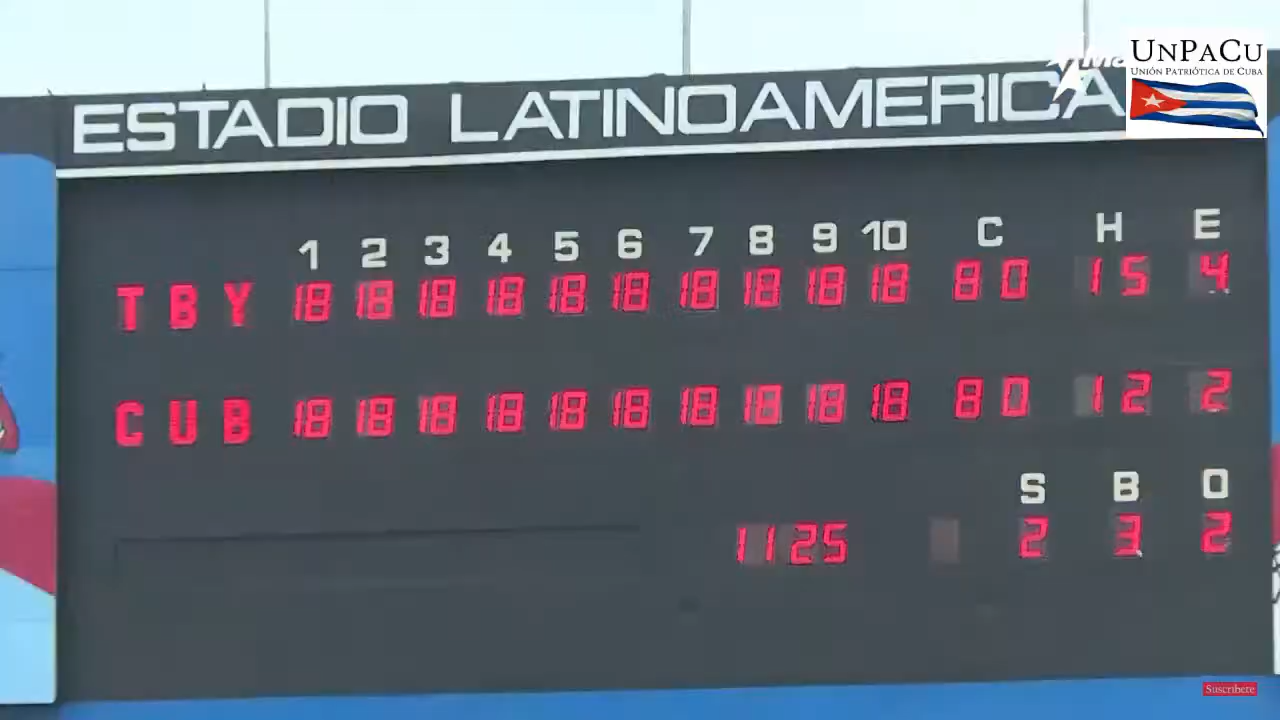 UNPACU
UNIÓN PATRIÓTICA DE CUBA
ESTADIO LATINOAMERICA
1 2 3 4 5 6 7 8 9 10 C H E
TBY 18 18 18 18 18 18 18 18 18 18 80 15 4
CUB 18 18 18 18 18 18 18 18 18 18 80 12 2
S B O
1125 2 3 2
Suscríbete